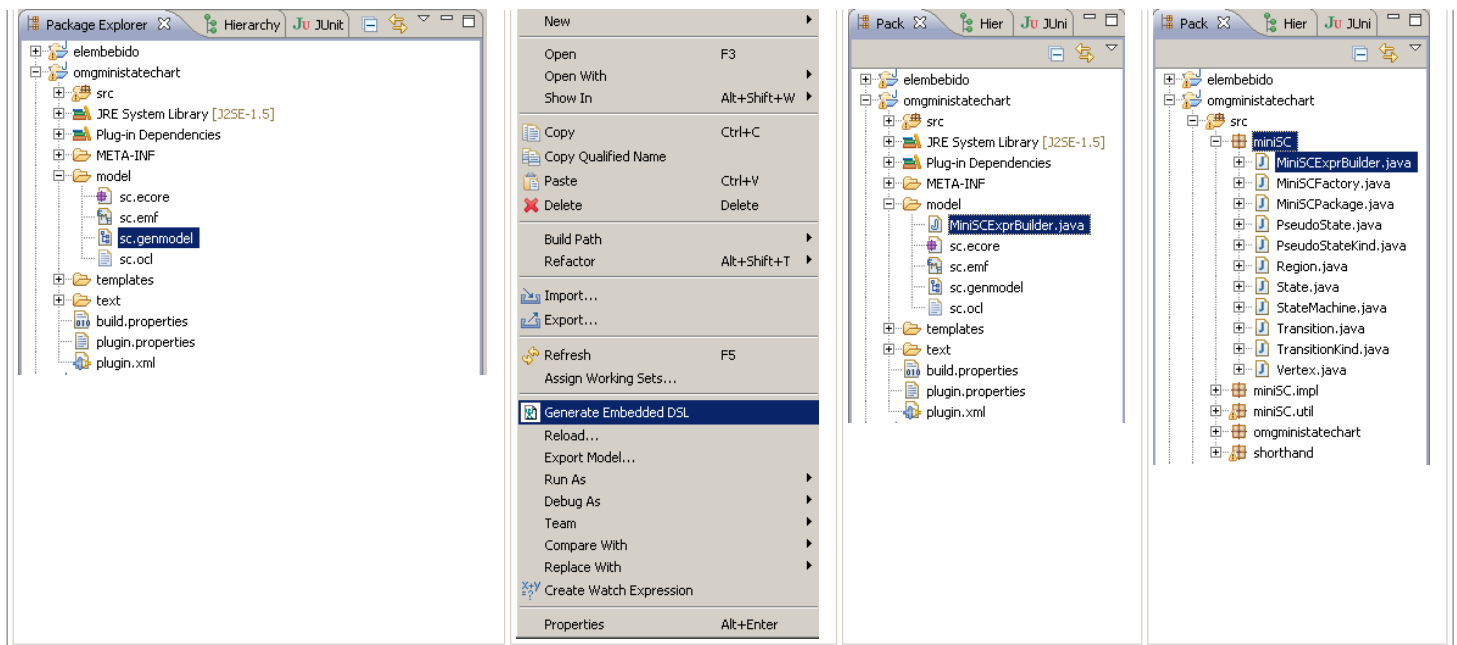 Package Explorer
Hierarchy
JUnit
elembebido
omgministatechart
src
JRE System Library [J2SE-1.5]
Plug-in Dependencies
META-INF
model
sc.ecore
sc.emf
sc.genmodel
sc.ocl
templates
text
build.properties
plugin.properties
plugin.xml
New
Open F3
Open With
Show In Alt+Shift+W
Copy Ctrl+C
Copy Qualified Name
Paste Ctrl+V
Delete Delete
Build Path
Refactor Alt+Shift+T
Import...
Export...
Refresh F5
Assign Working Sets...
Generate Embedded DSL
Reload...
Export Model...
Run As
Debug As
Team
Compare With
Replace With
Create Watch Expression
Properties Alt+Enter
Pack
Hier
JUni
elembebido
omgministatechart
src
JRE System Library [J2SE-1.5]
Plug-in Dependencies
META-INF
model
MiniSCExprBuilder.java
sc.ecore
sc.emf
sc.genmodel
sc.ocl
templates
text
build.properties
plugin.properties
plugin.xml
Pack
Hier
JUni
elembebido
omgministatechart
src
miniSC
MiniSCExprBuilder.java
MiniSCFactory.java
MiniSCPackage.java
PseudoState.java
PseudoStateKind.java
Region.java
State.java
StateMachine.java
Transition.java
TransitionKind.java
Vertex.java
miniSC.impl
miniSC.util
omgministatechart
shorthand